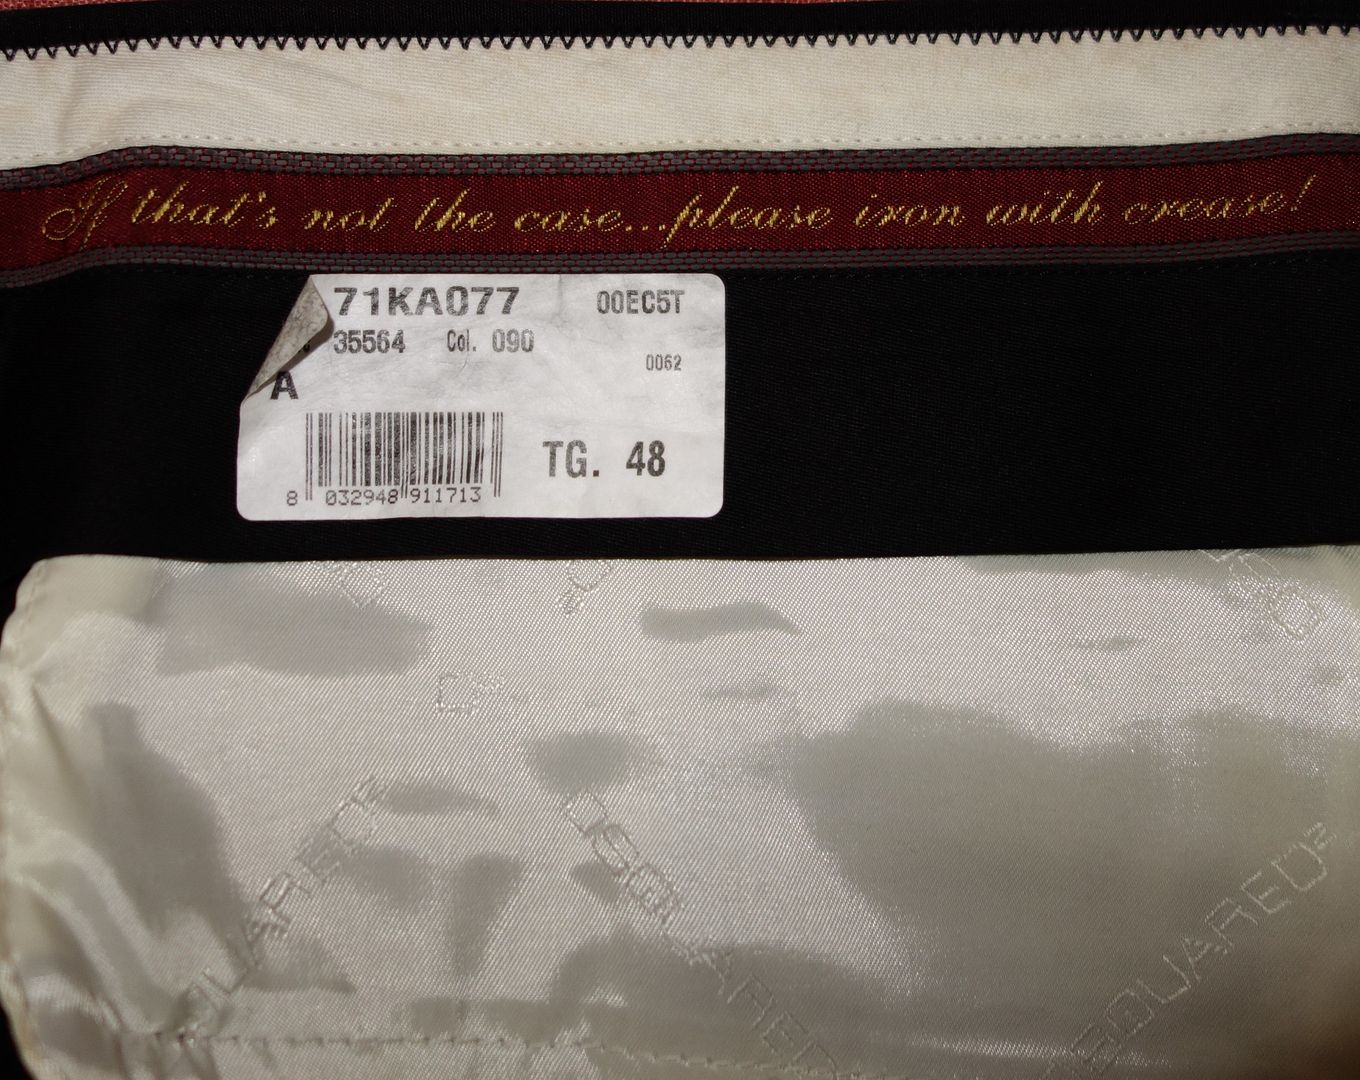 If that's not the case...please iron with crease!
71KA077 00EC5T
35564 Col. 090
0062
A
TG. 48
8 032948 911713
DSQUARED²
DSQUARED
DSQUARED²